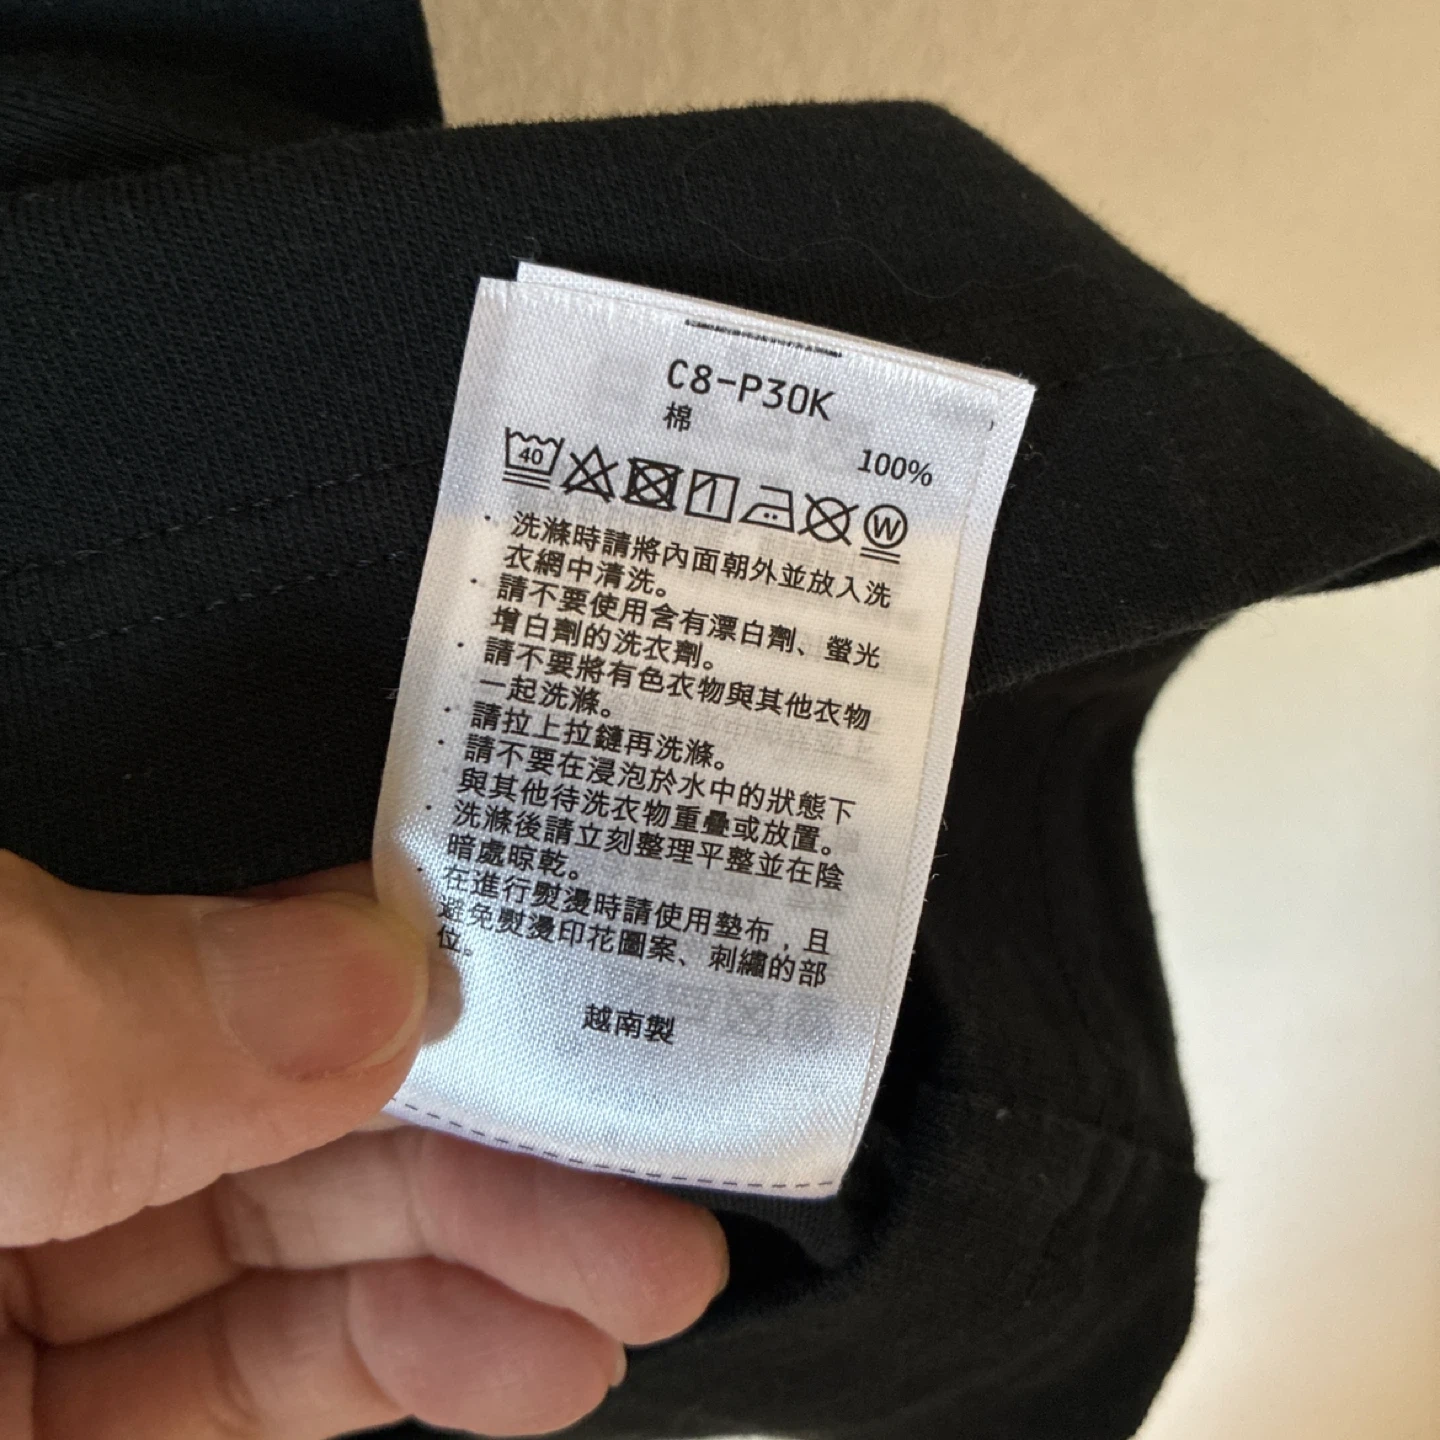 C8-P30K
棉
100%
40
W
・洗滌時請將內面朝外並放入洗
衣網中清洗。
・請不要使用含有漂白劑、螢光
增白劑的洗衣劑。
・請不要將有色衣物與其他衣物
一起洗滌。
・請拉上拉鏈再洗滌。
・請不要在浸泡於水中的狀態下
與其他待洗衣物重疊或放置。
・洗滌後請立刻整理平整並在陰
暗處晾乾。
・在進行熨燙時請使用墊布，且
避免熨燙印花圖案、刺繡的部
位。
越南製